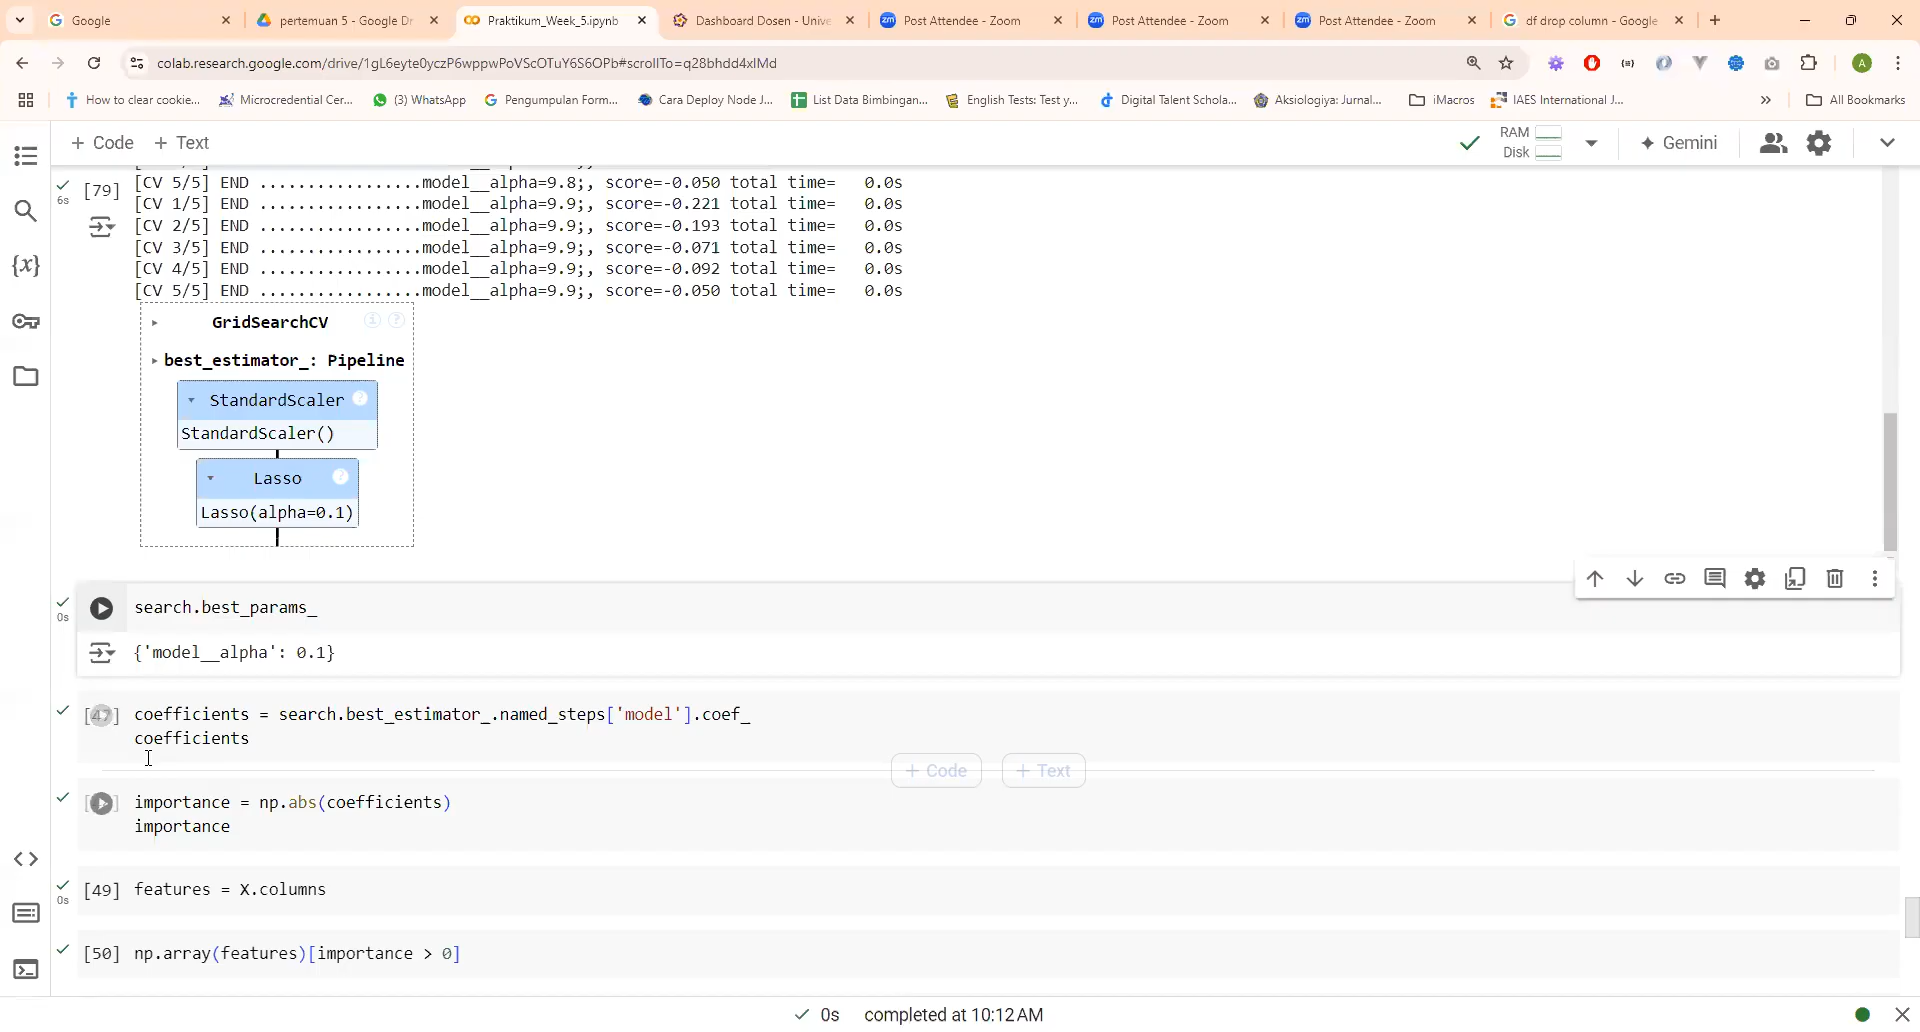 Google
pertemuan 5 - Google Dr
Praktikum_Week_5.ipynb
Dashboard Dosen - Unive
Post Attendee - Zoom
Post Attendee - Zoom
Post Attendee - Zoom
df drop column - Google
colab.research.google.com/drive/1gL6eyte0yczP6wppwPoVScOTuY6S6OPb#scrollTo=q28bhdd4xlMd
How to clear cookie...
Microcredential Cer...
(3) WhatsApp
Pengumpulan Form...
Cara Deploy Node J...
List Data Bimbingan...
English Tests: Test y...
Digital Talent Schola...
Aksiologiya: Jurnal...
iMacros
IAES International J...
All Bookmarks
+ Code + Text
RAM
Disk
Gemini
[79]
6s
[CV 5/5] END .................model__alpha=9.8;, score=-0.050 total time=   0.0s
[CV 1/5] END .................model__alpha=9.9;, score=-0.221 total time=   0.0s
[CV 2/5] END .................model__alpha=9.9;, score=-0.193 total time=   0.0s
[CV 3/5] END .................model__alpha=9.9;, score=-0.071 total time=   0.0s
[CV 4/5] END .................model__alpha=9.9;, score=-0.092 total time=   0.0s
[CV 5/5] END .................model__alpha=9.9;, score=-0.050 total time=   0.0s
GridSearchCV
best_estimator_: Pipeline
StandardScaler
StandardScaler()
Lasso
Lasso(alpha=0.1)
0s
search.best_params_
{'model__alpha': 0.1}
[47] coefficients = search.best_estimator_.named_steps['model'].coef_
coefficients
+ Code + Text
importance = np.abs(coefficients)
importance
0s
[49] features = X.columns
[50] np.array(features)[importance > 0]
0s completed at 10:12 AM